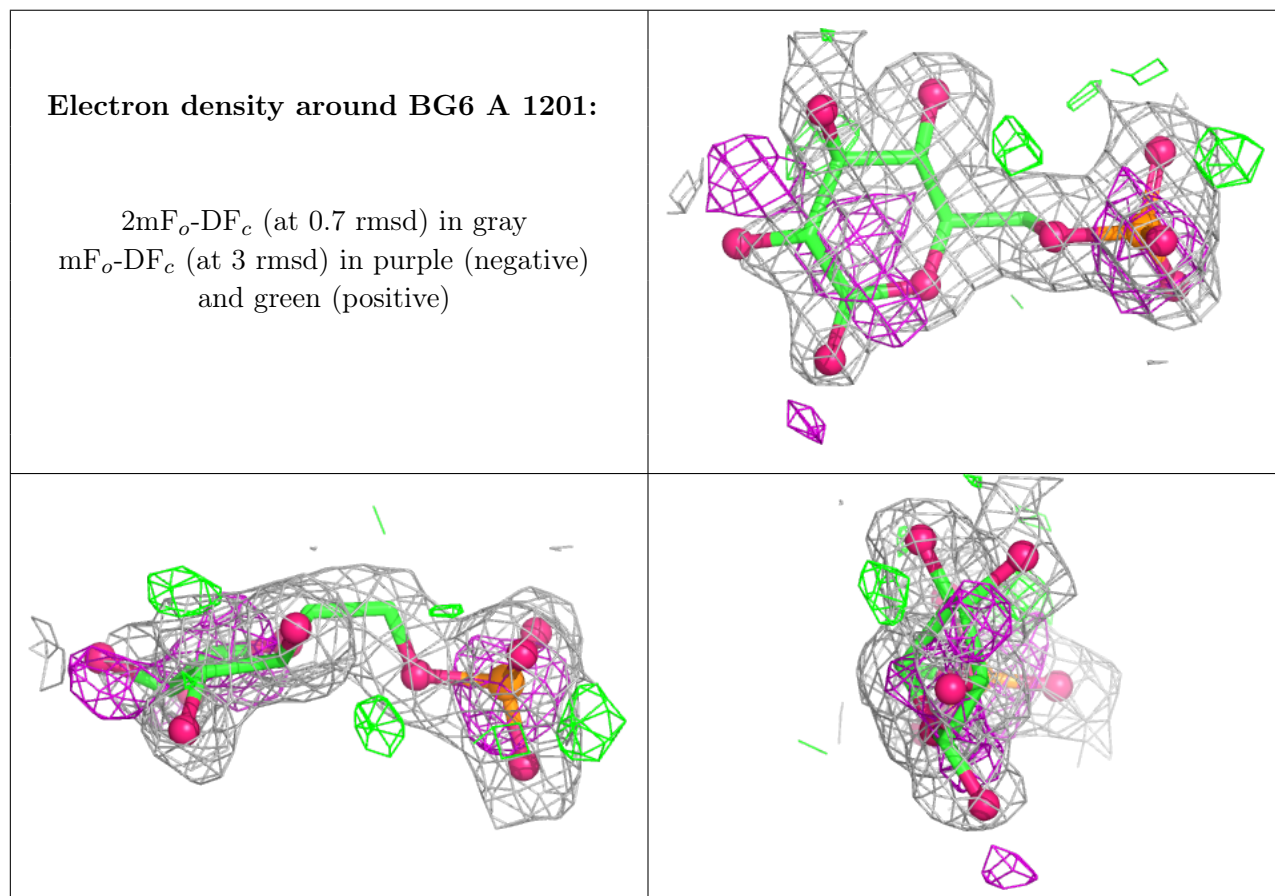 Electron density around BG6 A 1201:
2mFₒ-DF𝒸 (at 0.7 rmsd) in gray
mFₒ-DF𝒸 (at 3 rmsd) in purple (negative)
and green (positive)